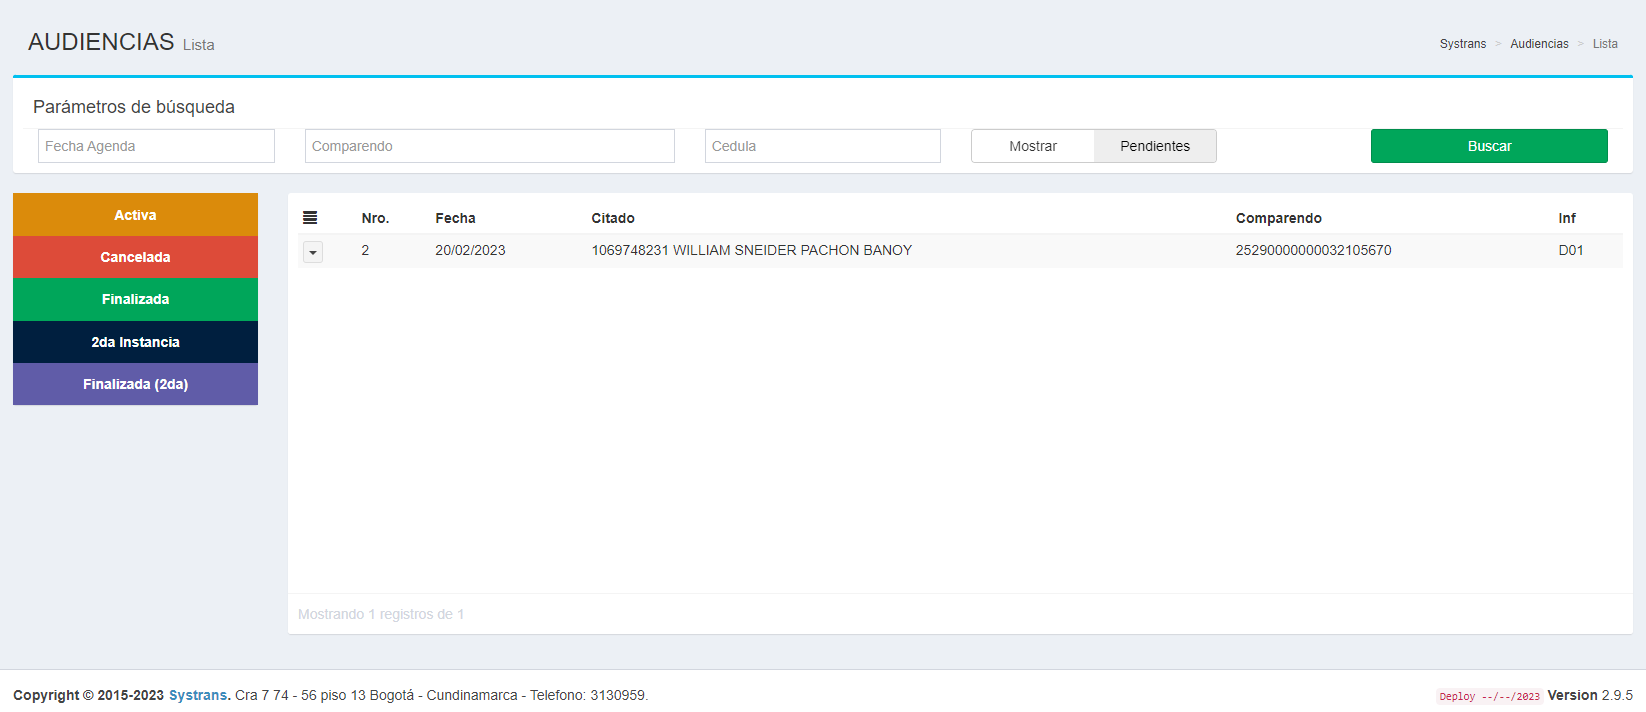 AUDIENCIAS Lista
Systrans > Audiencias > Lista
Parámetros de búsqueda
Fecha Agenda
Comparendo
Cedula
Mostrar
Pendientes
Buscar
Activa
Cancelada
Finalizada
2da Instancia
Finalizada (2da)
Nro. Fecha Citado Comparendo Inf
2 20/02/2023 1069748231 WILLIAM SNEIDER PACHON BANOY 25290000000032105670 D01
Mostrando 1 registros de 1
Copyright © 2015-2023 Systrans. Cra 7 74 - 56 piso 13 Bogotá - Cundinamarca - Telefono: 3130959.
Deploy --/--/2023 Version 2.9.5